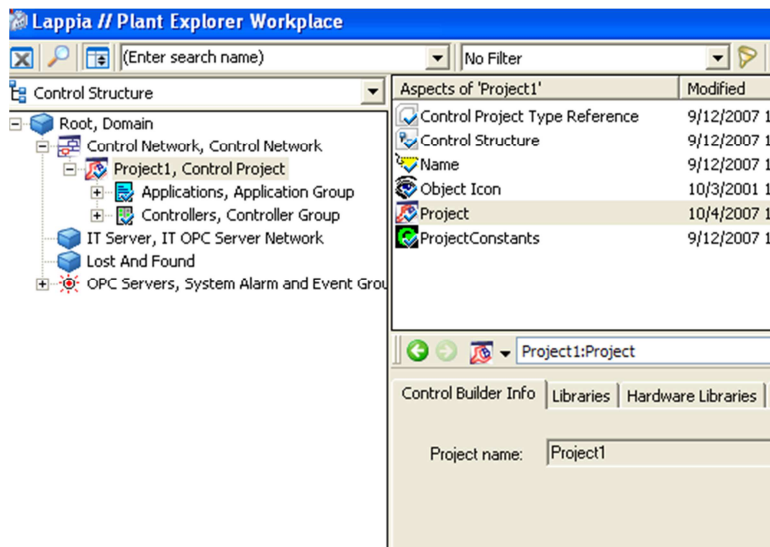 Lappia // Plant Explorer Workplace
(Enter search name)
No Filter
Control Structure
Root, Domain
Control Network, Control Network
Project1, Control Project
Applications, Application Group
Controllers, Controller Group
IT Server, IT OPC Server Network
Lost And Found
OPC Servers, System Alarm and Event Grou
Aspects of 'Project1' Modified
Control Project Type Reference 9/12/2007 1
Control Structure 9/12/2007 1
Name 9/12/2007 1
Object Icon 10/3/2001 1
Project 10/4/2007 1
ProjectConstants 9/12/2007 1
Project1:Project
Control Builder Info Libraries Hardware Libraries
Project name: Project1